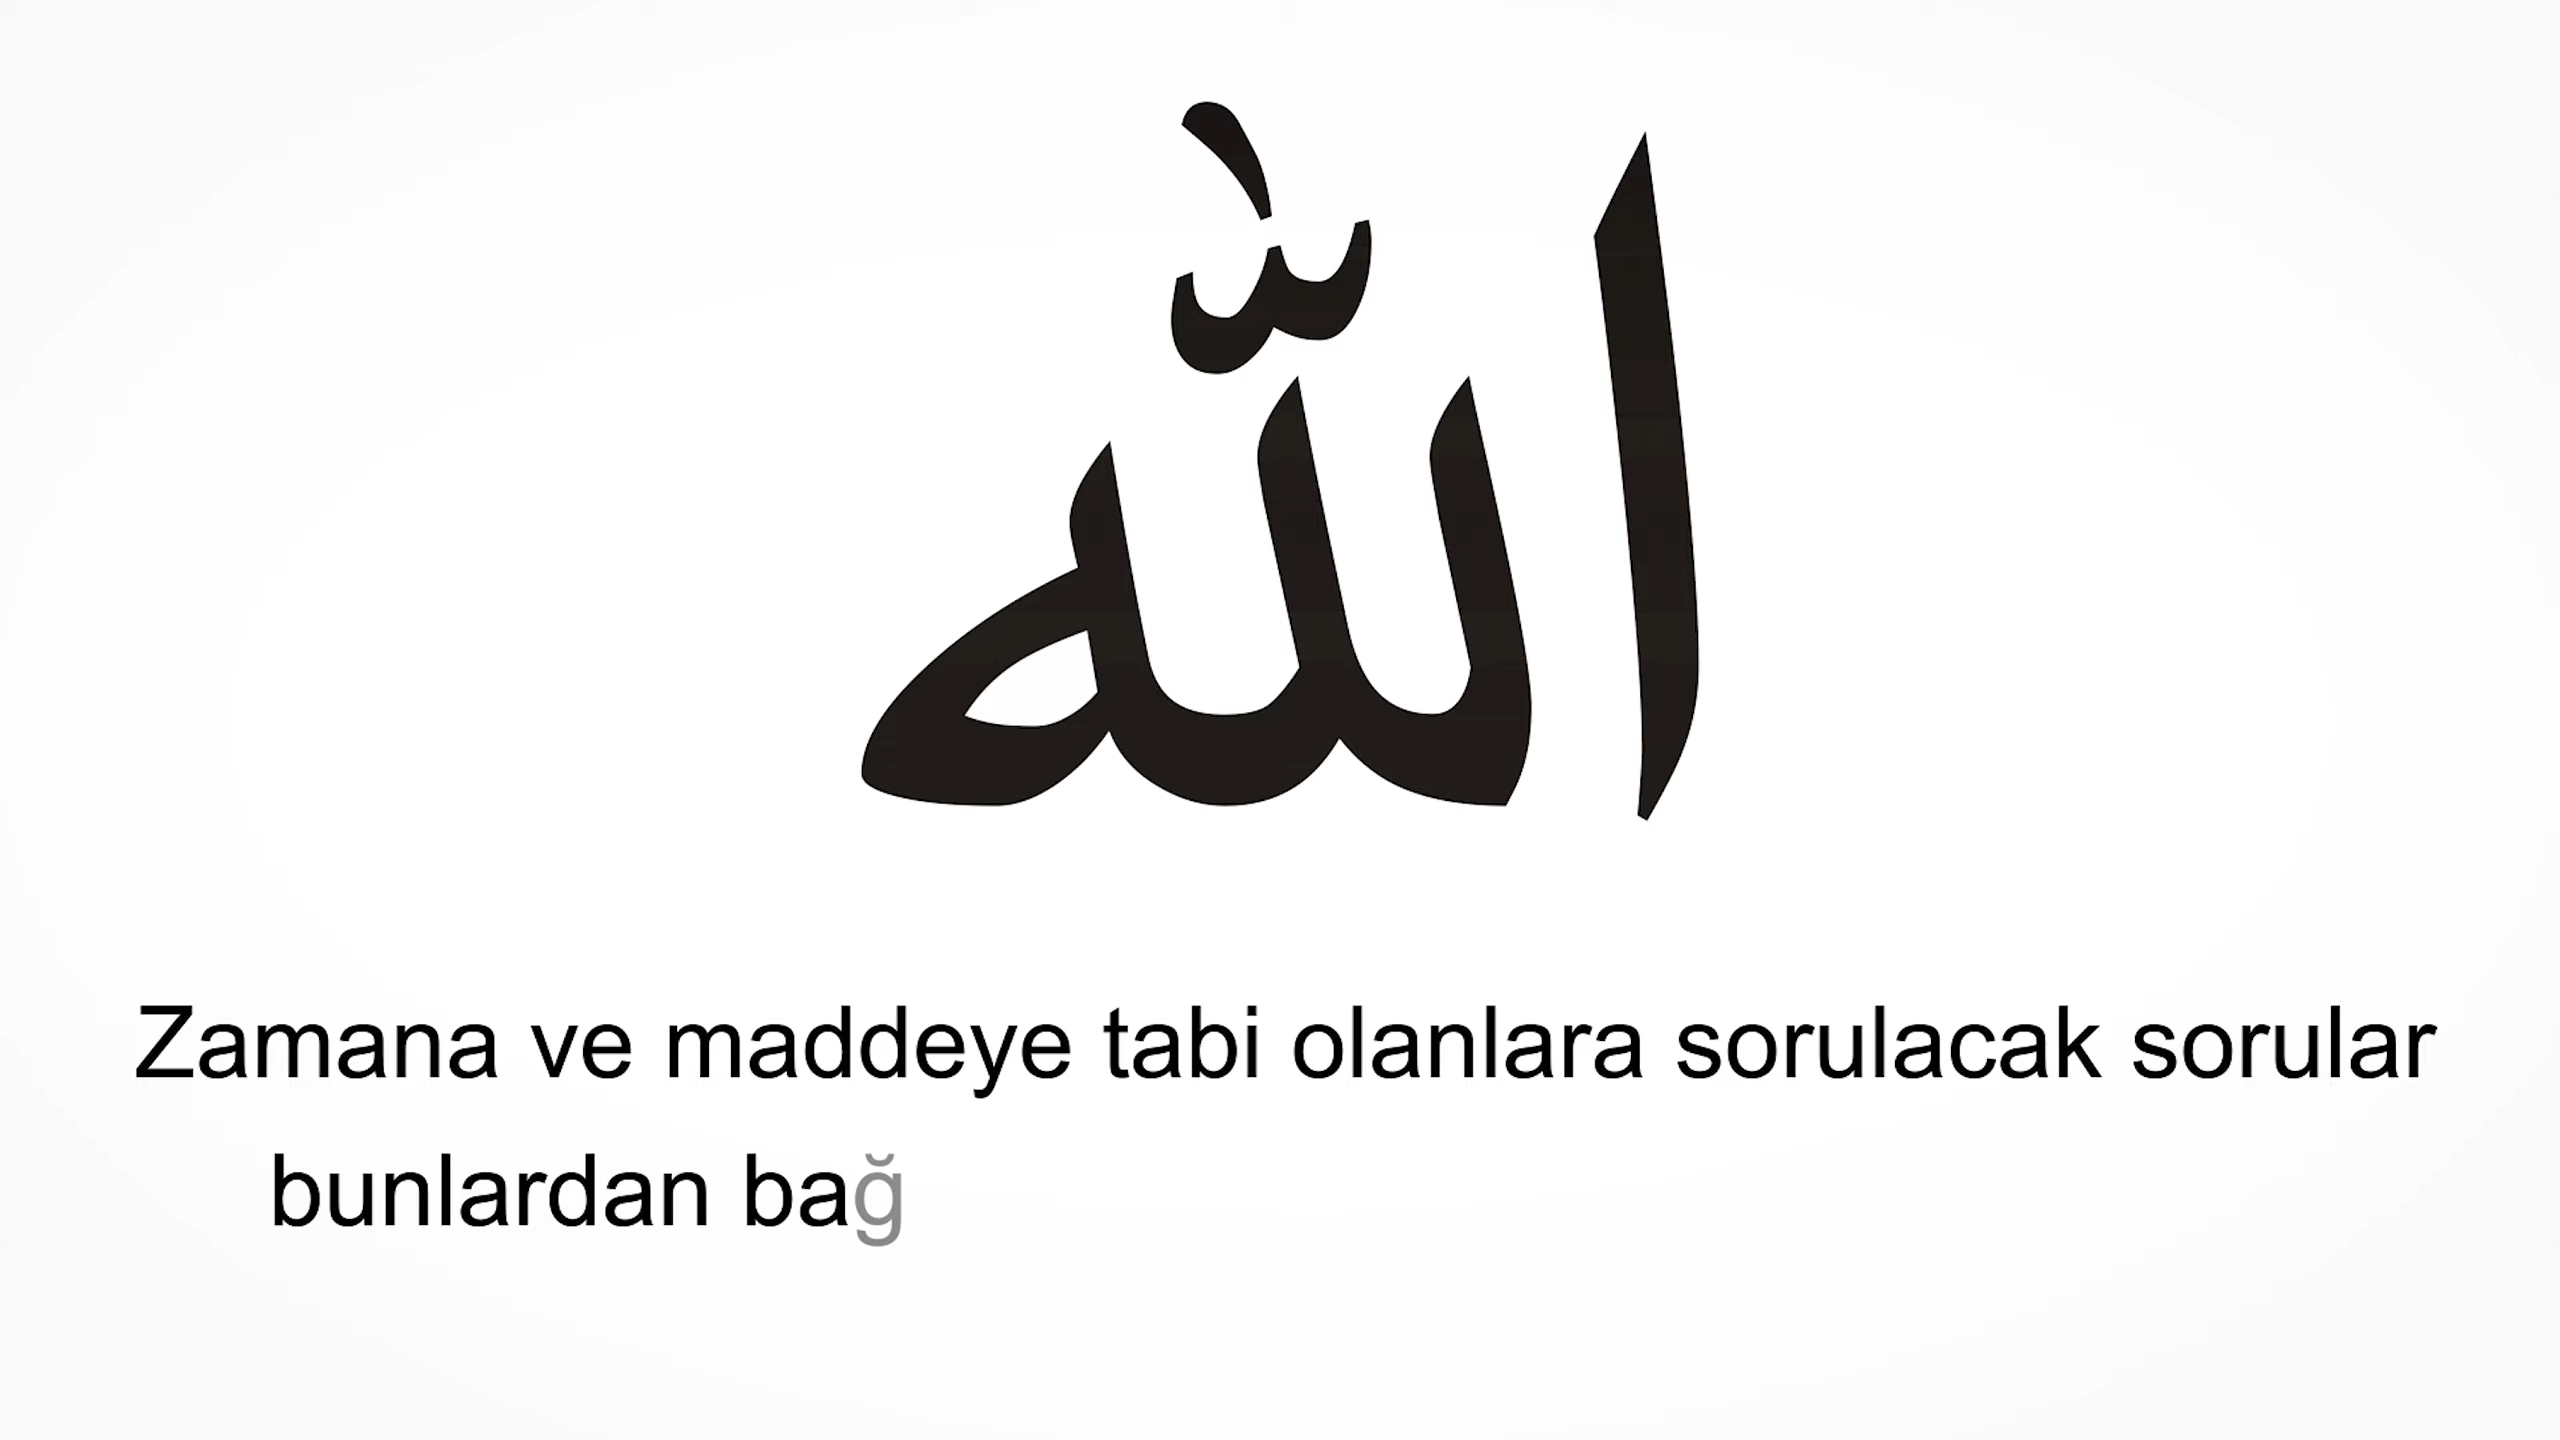 الله
Zamana ve maddeye tabi olanlara sorulacak sorular
bunlardan bağ